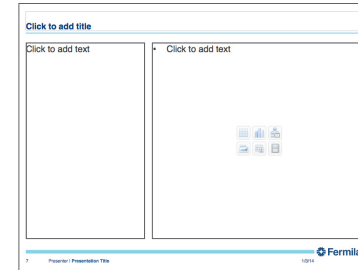 Click to add title
Click to add text
• Click to add text
Fermila
7 Presenter I Presentation Title 1/3/14